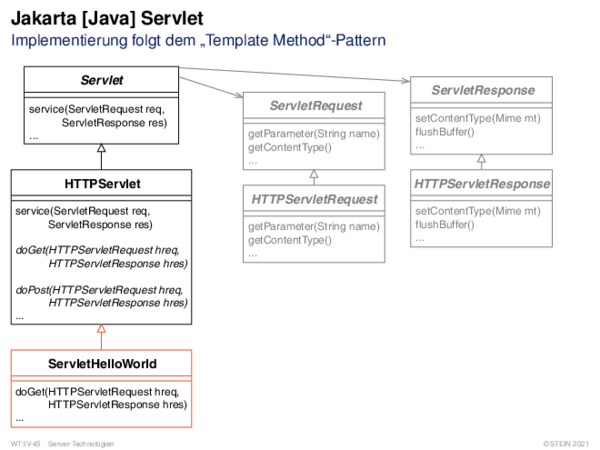 Jakarta [Java] Servlet
Implementierung folgt dem „Template Method“-Pattern
Servlet
service(ServletRequest req,
ServletResponse res)
...
ServletRequest
getParameter(String name)
getContentType()
...
ServletResponse
setContentType(Mime mt)
flushBuffer()
...
HTTPServlet
service(ServletRequest req,
ServletResponse res)
doGet(HTTPServletRequest hreq,
HTTPServletResponse hres)
doPost(HTTPServletRequest hreq,
HTTPServletResponse hres)
...
HTTPServletRequest
getParameter(String name)
getContentType()
...
HTTPServletResponse
setContentType(Mime mt)
flushBuffer()
...
ServletHelloWorld
doGet(HTTPServletRequest hreq,
HTTPServletResponse hres)
...
WT:IV-45 Server-Technologien
©STEIN 2021